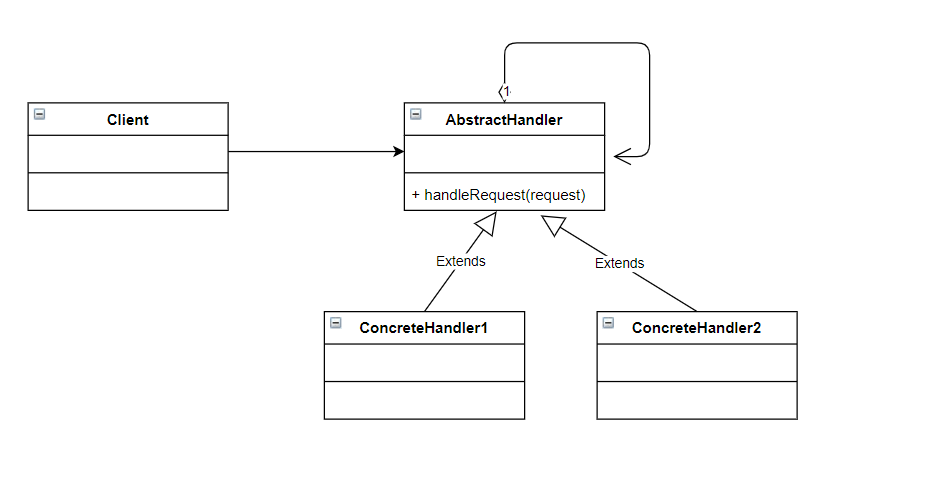 1
Client
AbstractHandler
+ handleRequest(request)
Extends
Extends
ConcreteHandler1
ConcreteHandler2